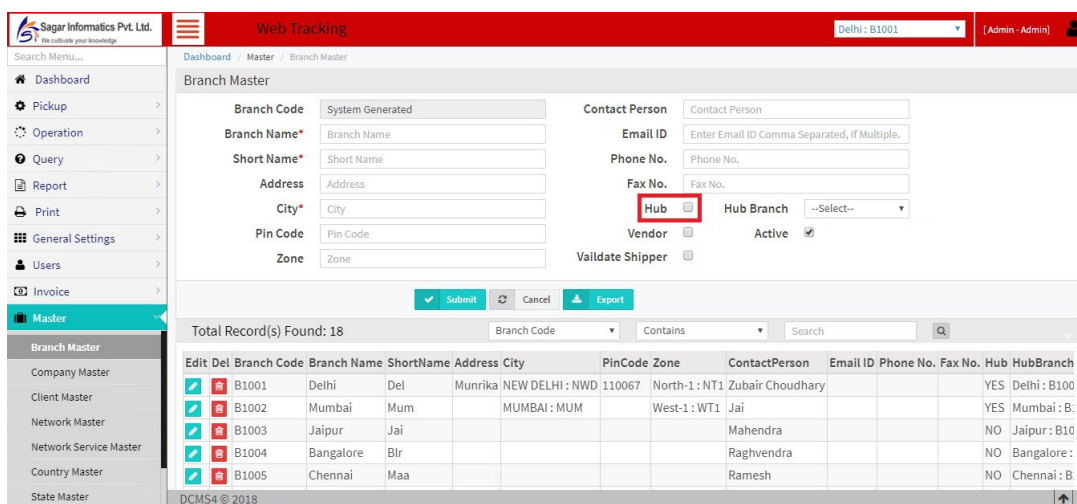 Sagar Informatics Pvt. Ltd.
We cultivate your knowledge
Web Tracking
Delhi : B1001
[ Admin - Admin]
Search Menu...
Dashboard
Pickup
Operation
Query
Report
Print
General Settings
Users
Invoice
Master
Branch Master
Company Master
Client Master
Network Master
Network Service Master
Country Master
State Master
Dashboard / Master / Branch Master
Branch Master
Branch Code System Generated Contact Person Contact Person
Branch Name* Branch Name Email ID Enter Email ID Comma Separated, If Multiple.
Short Name* Short Name Phone No. Phone No.
Address Address Fax No. Fax No.
City* City Hub Hub Branch --Select--
Pin Code Pin Code Vendor Active
Zone Zone Vaildate Shipper
Submit Cancel Export
Total Record(s) Found: 18 Branch Code Contains Search
Edit Del Branch Code Branch Name ShortName Address City PinCode Zone ContactPerson Email ID Phone No. Fax No. Hub HubBranch
B1001 Delhi Del Munrika NEW DELHI : NWD 110067 North-1 : NT1 Zubair Choudhary YES Delhi : B100
B1002 Mumbai Mum MUMBAI : MUM West-1 : WT1 Jai YES Mumbai : B
B1003 Jaipur Jai Mahendra NO Jaipur : B10
B1004 Bangalore Blr Raghvendra NO Bangalore :
B1005 Chennai Maa Ramesh NO Chennai : B
DCMS4 © 2018